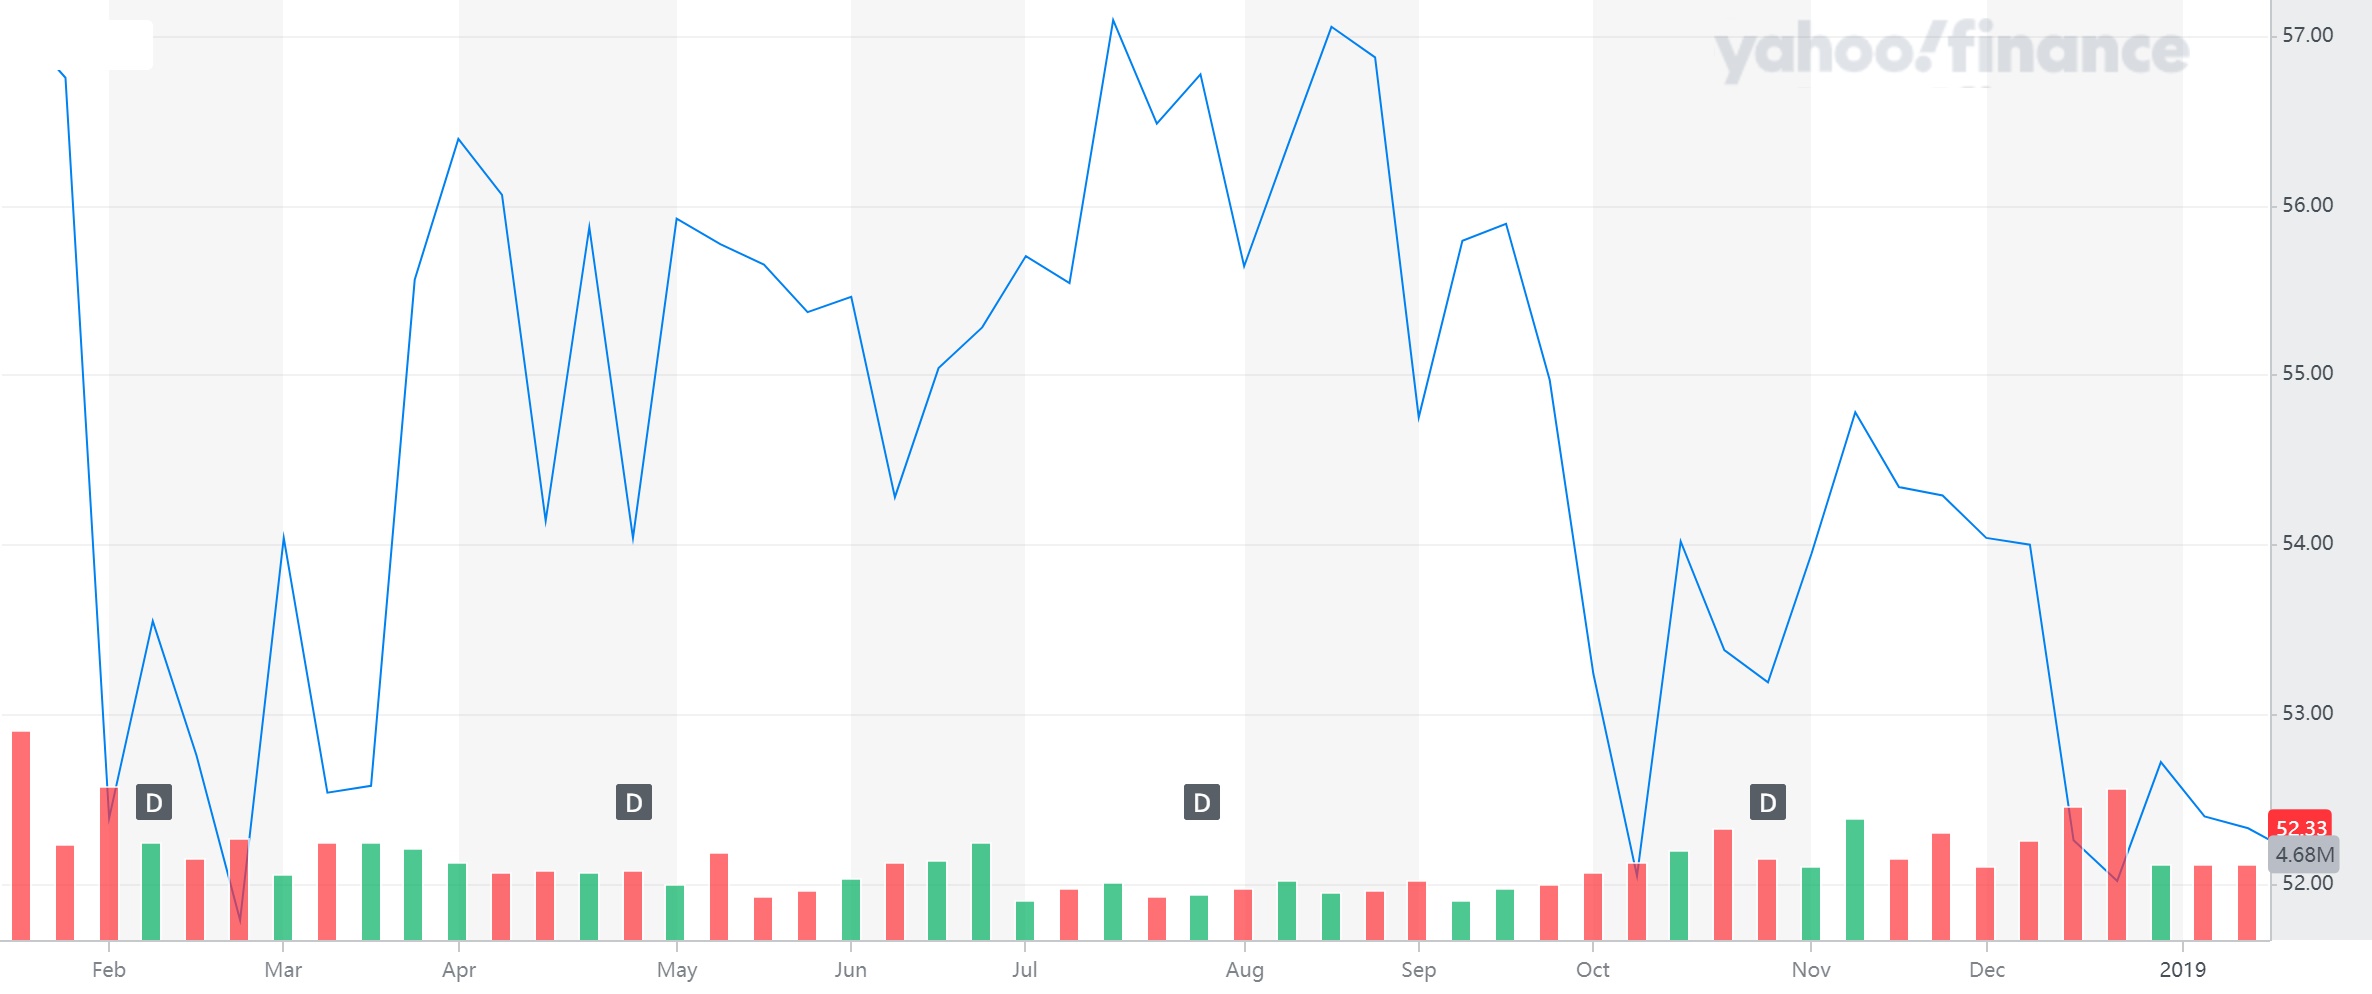 yahoo!finance
57.00
56.00
55.00
54.00
53.00
D D D D
52.33
4.68M
52.00
Feb Mar Apr May Jun Jul Aug Sep Oct Nov Dec 2019